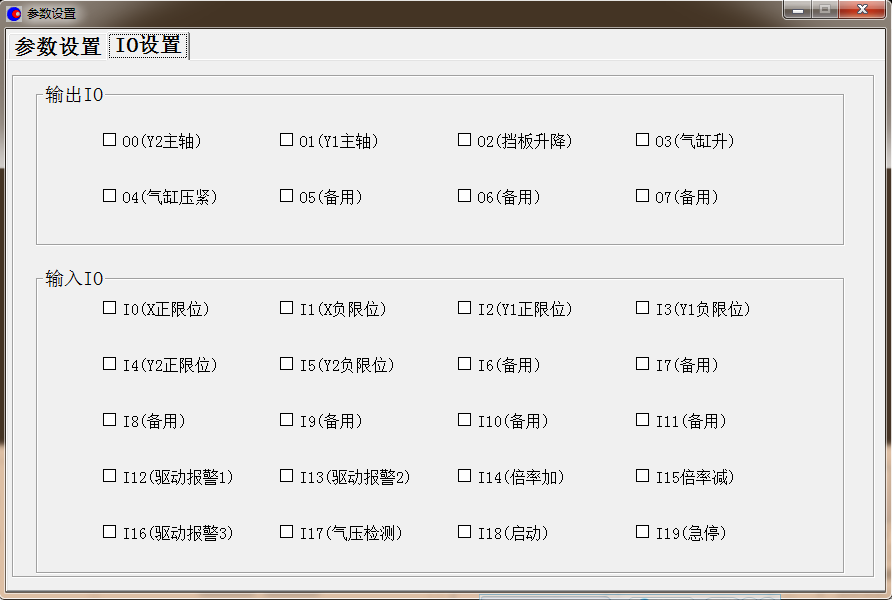 参数设置
参数设置 IO设置
输出IO
O0(Y2主轴) O1(Y1主轴) O2(挡板升降) O3(气缸升)
O4(气缸压紧) O5(备用) O6(备用) O7(备用)
输入IO
I0(X正限位) I1(X负限位) I2(Y1正限位) I3(Y1负限位)
I4(Y2正限位) I5(Y2负限位) I6(备用) I7(备用)
I8(备用) I9(备用) I10(备用) I11(备用)
I12(驱动报警1) I13(驱动报警2) I14(倍率加) I15倍率减)
I16(驱动报警3) I17(气压检测) I18(启动) I19(急停)